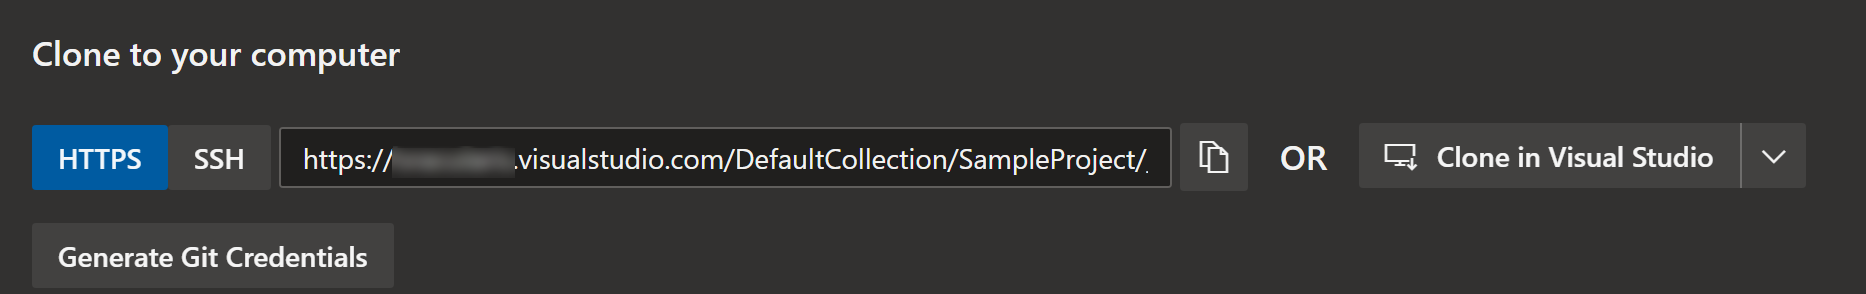 Clone to your computer
HTTPS SSH https://.visualstudio.com/DefaultCollection/SampleProject/ OR Clone in Visual Studio
Generate Git Credentials